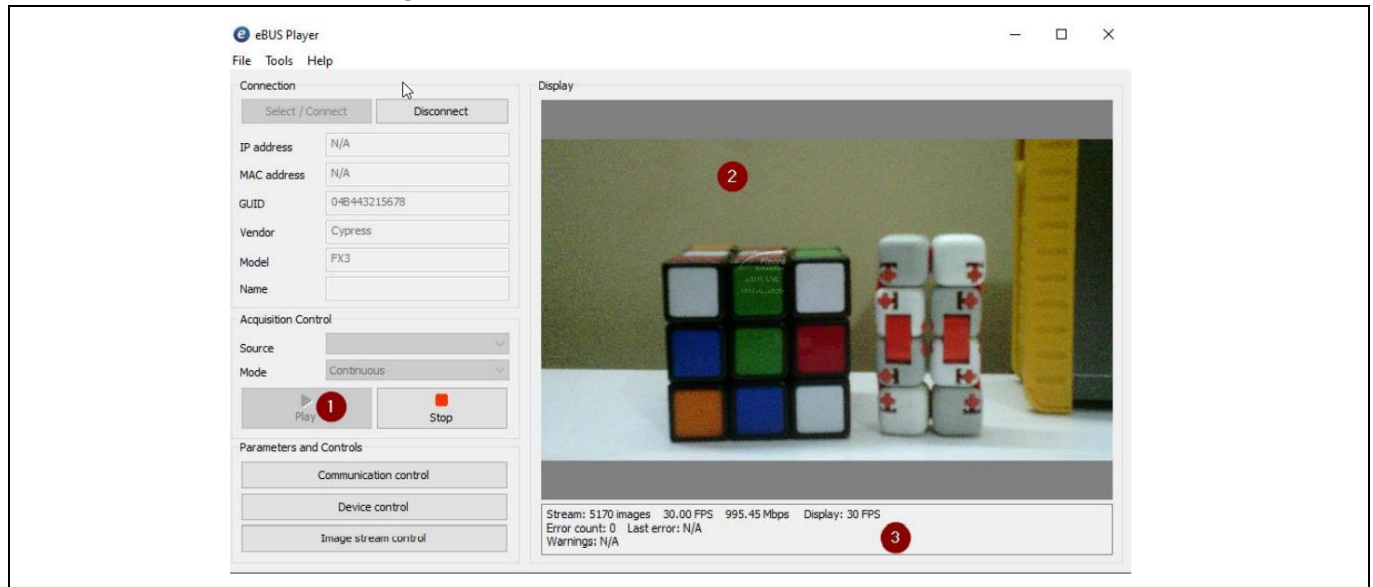 eBUS Player
File Tools Help
Connection
Select / Connect Disconnect
IP address N/A
MAC address N/A
GUID 04B443215678
Vendor Cypress
Model FX3
Name
Acquisition Control
Source
Mode Continuous
Play 1
Stop
Parameters and Controls
Communication control
Device control
Image stream control
Display
2
Stream: 5170 images 30.00 FPS 995.45 Mbps Display: 30 FPS
Error count: 0 Last error: N/A
Warnings: N/A
3